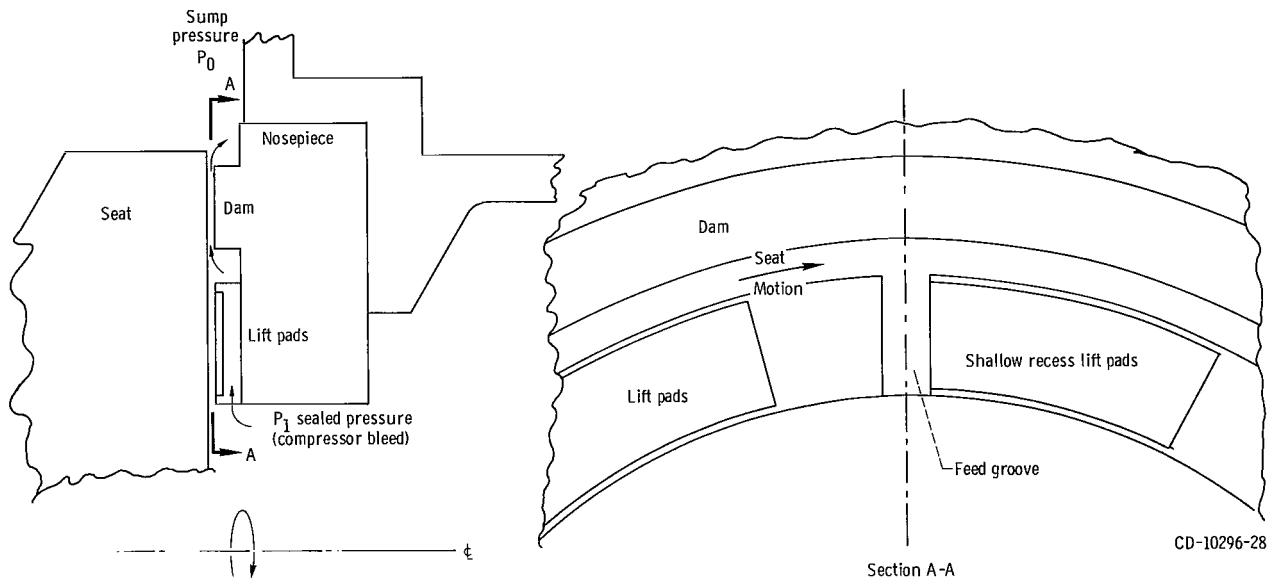 Sump
pressure
P0
A
Nosepiece
Seat
Dam
Lift pads
P1 sealed pressure
(compressor bleed)
A
℄
Dam
Seat
Motion
Lift pads
Shallow recess lift pads
Feed groove
Section A-A
CD-10296-28